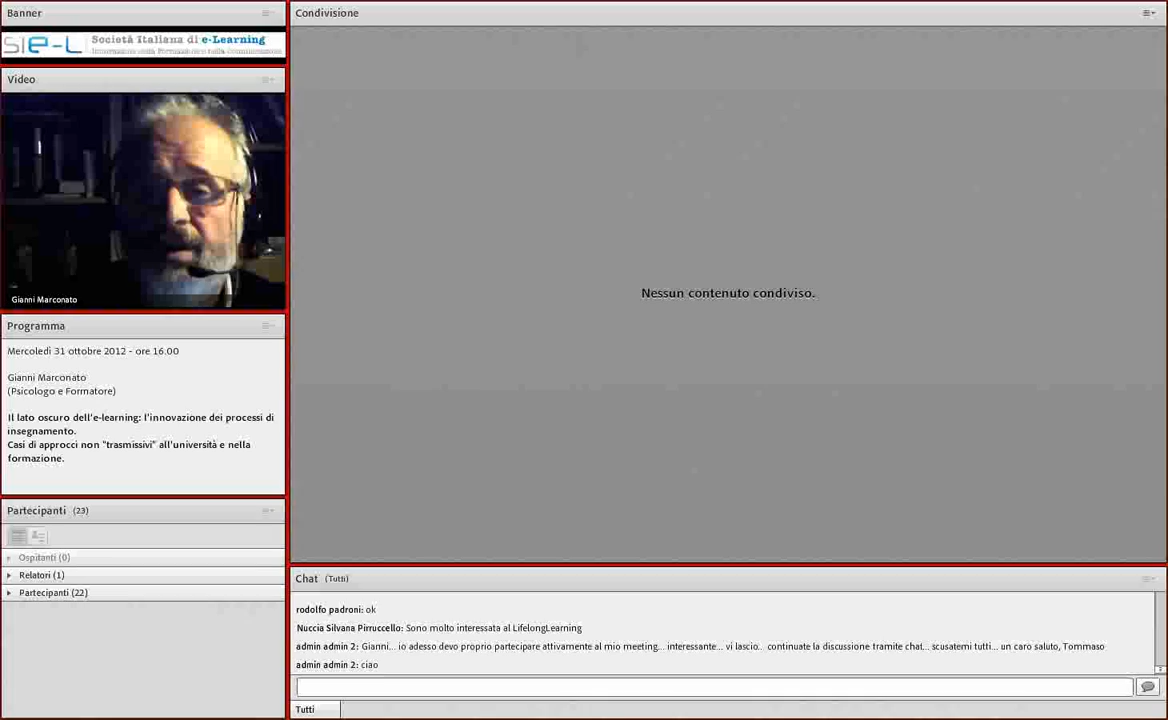 Banner
Condivisione
SIe-L Società Italiana di e-Learning
Video
Gianni Marconato
Nessun contenuto condiviso.
Programma
Mercoledì 31 ottobre 2012 - ore 16.00
Gianni Marconato
(Psicologo e Formatore)
Il lato oscuro dell'e-learning: l'innovazione dei processi di
insegnamento.
Casi di approcci non "trasmissivi" all'università e nella
formazione.
Partecipanti (23)
Ospitanti (0)
Relatori (1)
Partecipanti (22)
Chat (Tutti)
rodolfo padroni: ok
Nuccia Silvana Pirruccello: Sono molto interessata al LifelongLearning
admin admin 2: Gianni... io adesso devo proprio partecipare attivamente al mio meeting... interessante... vi lascio... continuate la discussione tramite chat... scusatemi tutti... un caro saluto, Tommaso
admin admin 2: ciao
Tutti